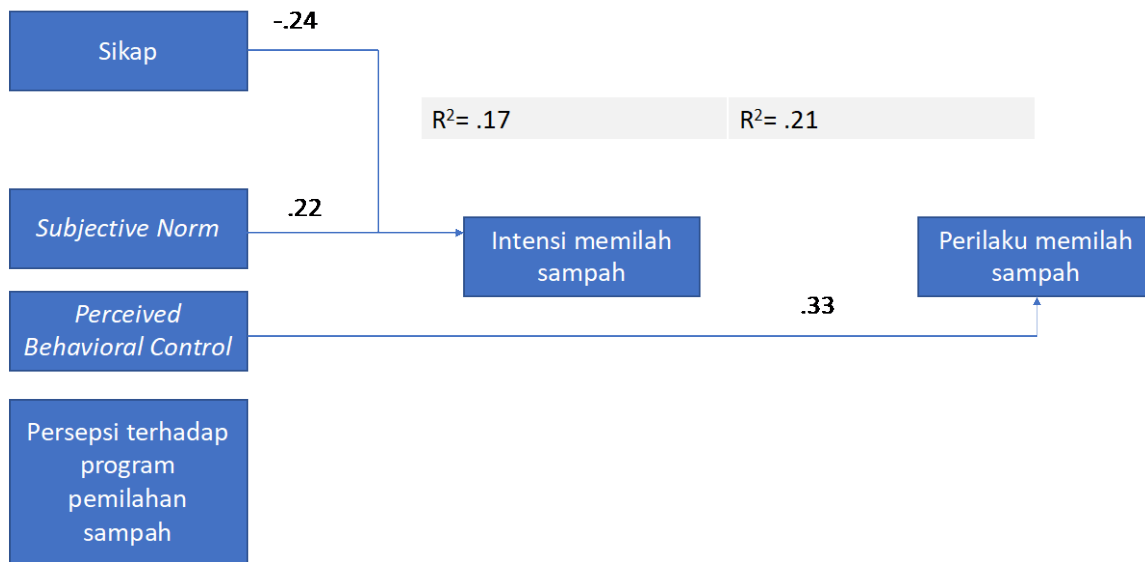 -.24
Sikap
R²= .17
R²= .21
.22
Subjective Norm
Intensi memilah
sampah
Perilaku memilah
sampah
Perceived
Behavioral Control
.33
Persepsi terhadap
program
pemilahan
sampah